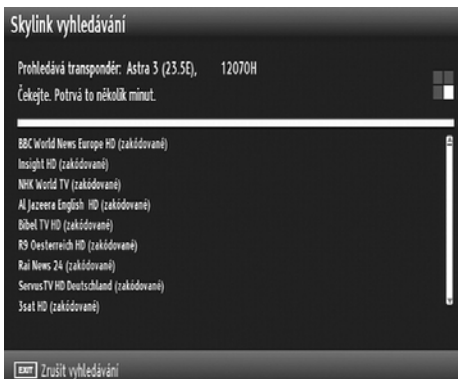 Skylink vyhledávání
Prohledává transpondér: Astra 3 (23.5E), 12070H
Čekejte. Potrvá to několik minut.
BBC World News Europe HD (zakódované)
Insight HD (zakódované)
NHK World TV (zakódované)
Al Jazeera English HD (zakódované)
Bibel TV HD (zakódované)
R9 Oesterreich HD (zakódované)
Rai News 24 (zakódované)
ServusTV HD Deutschland (zakódované)
3sat HD (zakódované)
EXIT Zrušit vyhledávání